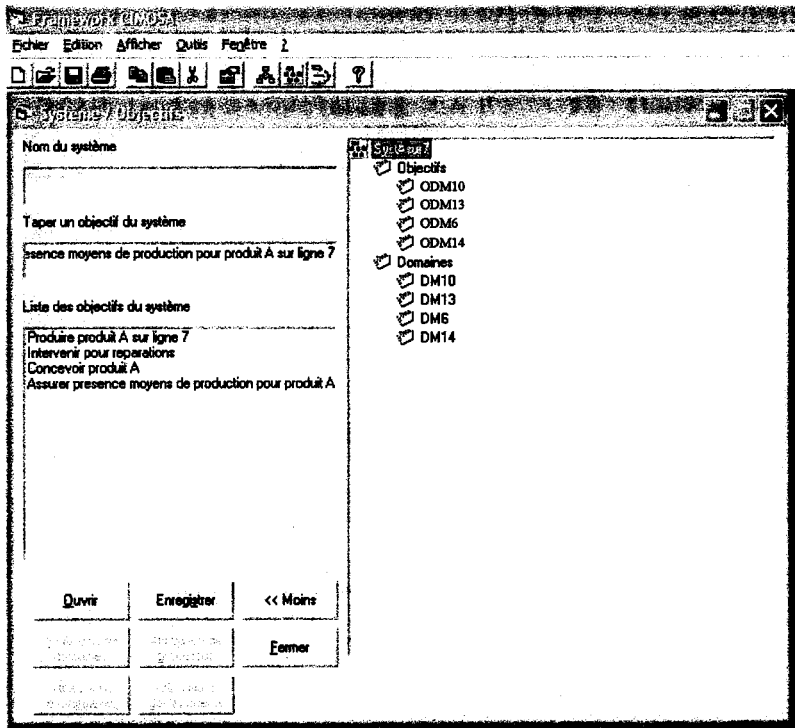 Framework CIMOSA
Fichier Edition Afficher Outils Fenêtre ?
Système / Objectifs
Nom du système
Taper un objectif du système
esence moyens de production pour produit A sur ligne 7
Liste des objectifs du système
Produire produit A sur ligne 7
Intervenir pour reparations
Concevoir produit A
Assurer presence moyens de production pour produit A
Ouvrir Enregistrer << Moins
Fermer
Objectifs
ODM10
ODM13
ODM6
ODM14
Domaines
DM10
DM13
DM6
DM14